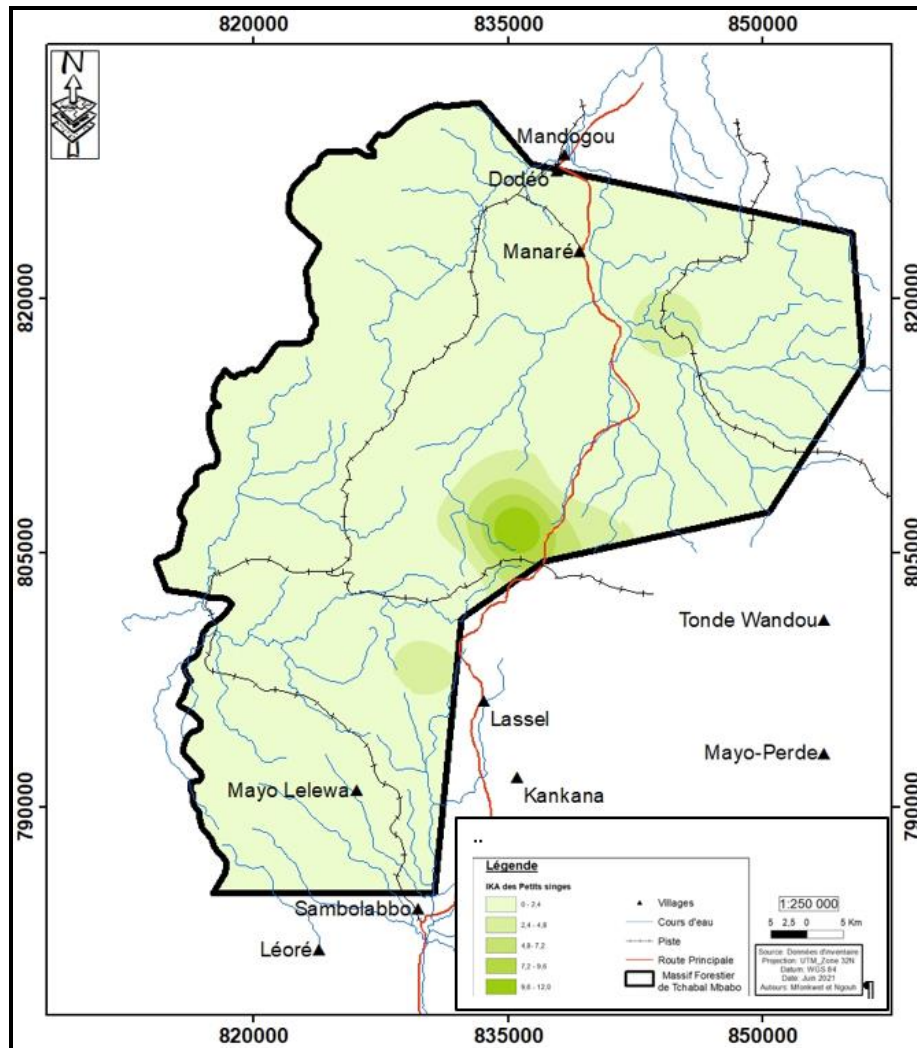 820000 835000 850000
N
Mandogou
Dodéo
Manaré
820000 820000
805000 805000
Tonde Wandou
Lassel
Mayo-Perde
Mayo Lelewa
Kankana
790000 790000
Sambolabbo
Léoré
..
Légende
IKA des Petits singes
0 - 2,4
2,4 - 4,8
4,8 - 7,2
7,2 - 9,6
9,6 - 12,0
Villages
Cours d'eau
Piste
Route Principale
Massif Forestier
de Tchabal Mbabo
1:250 000
5 2,5 0 5 Km
Source: Données d'inventaire
Projection: UTM_Zone 32N
Datum: WGS 84
Date: Juin 2021
Auteurs: Mfonkwet et Ngouh
¶
820000 835000 850000